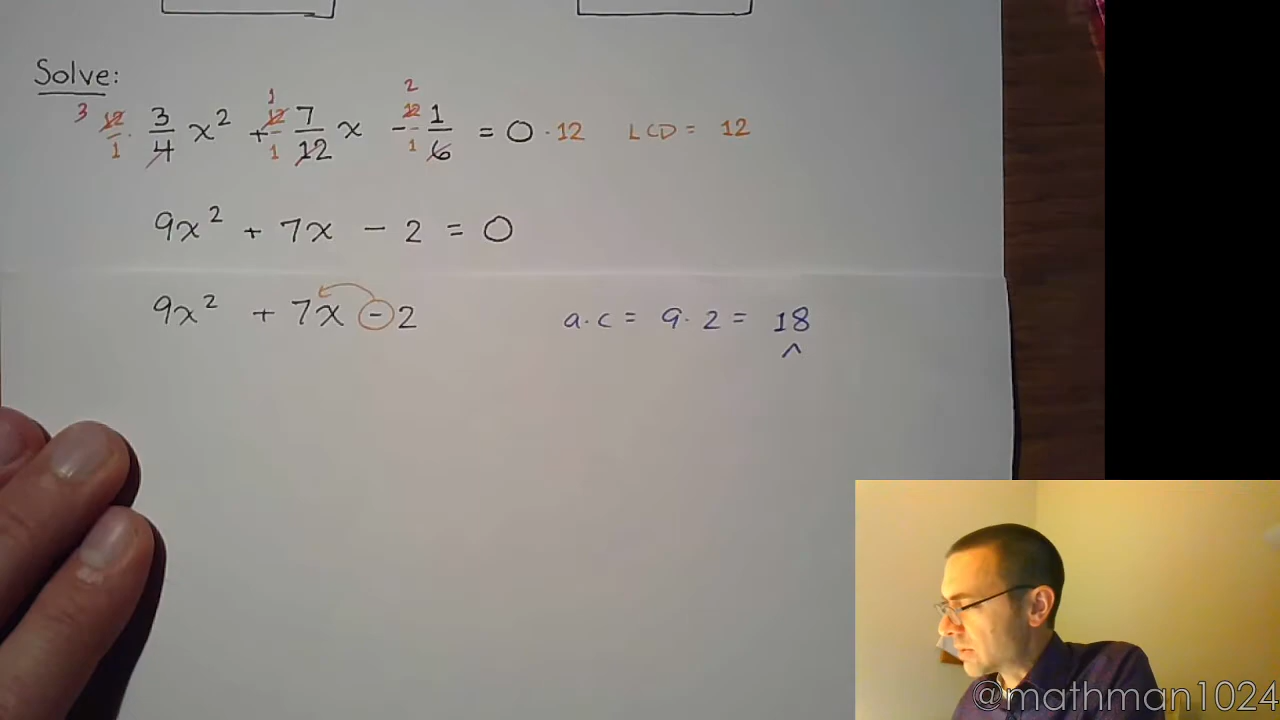 Solve:
3 12/1 · 3/4 x² + 1 12/1 · 7/12 x - 2 12/1 · 1/6 = 0 · 12 LCD = 12
9x² + 7x - 2 = 0
9x² + 7x - 2 a·c = 9·2 = 18
^
@mathman1024